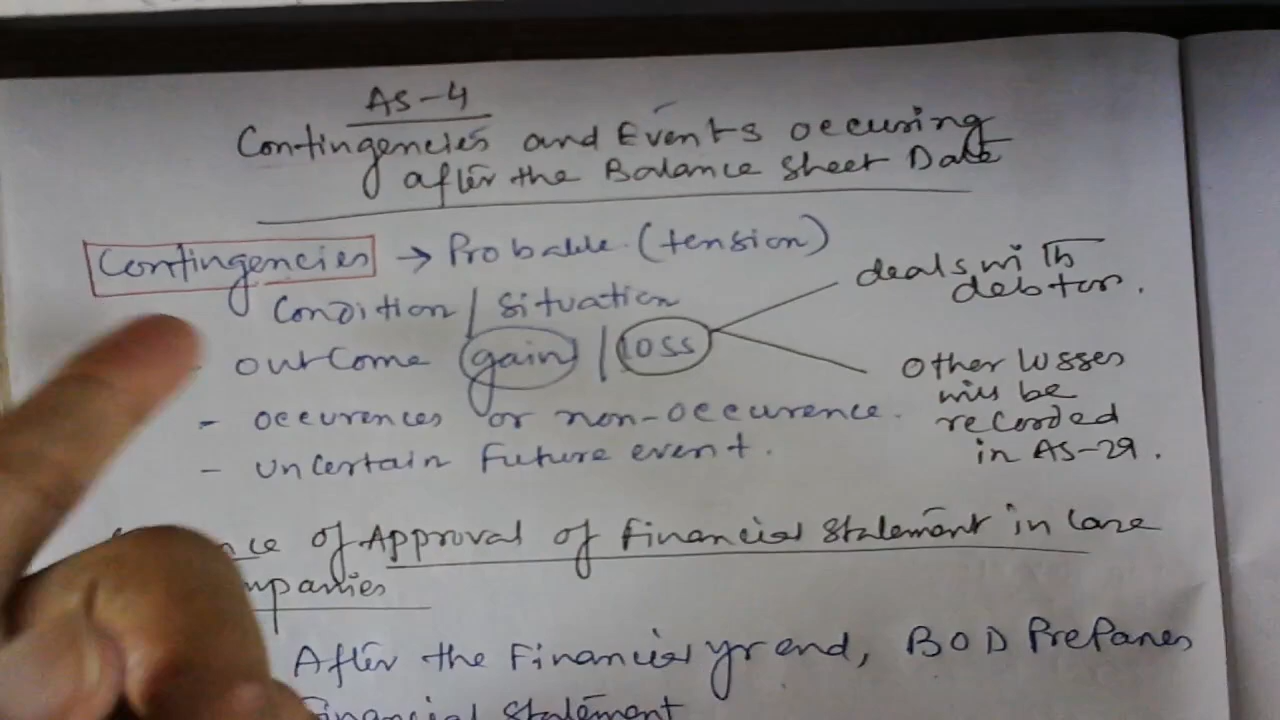 AS-4
Contingencies and Events occuring
after the Balance Sheet Date
Contingencies → Probable (tension)
Condition / Situation
- outcome gain / loss
deals with
debtor.
Other losses
will be
recorded
in AS-29.
- occurences or non-occurence.
- uncertain future event.
of Approval of financial statement in case
After the financial yr end, BOD Prepares
financial statement